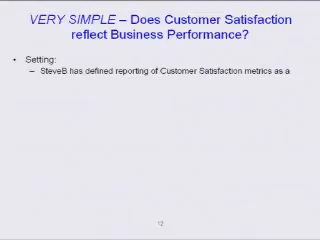 VERY SIMPLE – Does Customer Satisfaction
reflect Business Performance?
• Setting:
– SteveB has defined reporting of Customer Satisfaction metrics as a
12